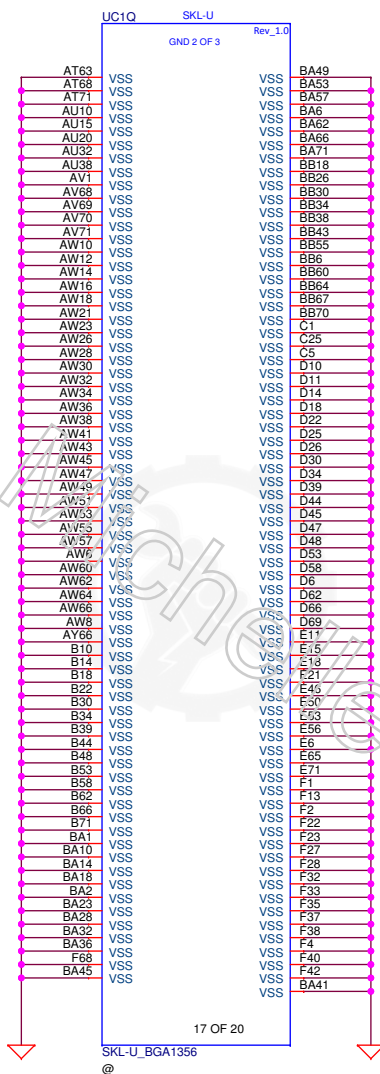 UC1Q SKL-U
Rev_1.0
GND 2 OF 3
AT63 VSS VSS BA49
AT68 VSS VSS BA53
AT71 VSS VSS BA57
AU10 VSS VSS BA6
AU15 VSS VSS BA62
AU20 VSS VSS BA66
AU32 VSS VSS BA71
AU38 VSS VSS BB18
AV1 VSS VSS BB26
AV68 VSS VSS BB30
AV69 VSS VSS BB34
AV70 VSS VSS BB38
AV71 VSS VSS BB43
AW10 VSS VSS BB55
AW12 VSS VSS BB6
AW14 VSS VSS BB60
AW16 VSS VSS BB64
AW18 VSS VSS BB67
AW21 VSS VSS BB70
AW23 VSS VSS C1
AW26 VSS VSS C25
AW28 VSS VSS C5
AW30 VSS VSS D10
AW32 VSS VSS D11
AW34 VSS VSS D14
AW36 VSS VSS D18
AW38 VSS VSS D22
AW41 VSS VSS D25
AW43 VSS VSS D26
AW45 VSS VSS D30
AW47 VSS VSS D34
AW49 VSS VSS D39
AW51 VSS VSS D44
AW53 VSS VSS D45
AW55 VSS VSS D47
AW57 VSS VSS D48
AW6 VSS VSS D53
AW60 VSS VSS D58
AW62 VSS VSS D6
AW64 VSS VSS D62
AW66 VSS VSS D66
AW8 VSS VSS D69
AY66 VSS VSS E11
B10 VSS VSS E15
B14 VSS VSS E18
B18 VSS VSS E21
B22 VSS VSS E46
B30 VSS VSS E50
B34 VSS VSS E53
B39 VSS VSS E56
B44 VSS VSS E6
B48 VSS VSS E65
B53 VSS VSS E71
B58 VSS VSS F1
B62 VSS VSS F13
B66 VSS VSS F2
B71 VSS VSS F22
BA1 VSS VSS F23
BA10 VSS VSS F27
BA14 VSS VSS F28
BA18 VSS VSS F32
BA2 VSS VSS F33
BA23 VSS VSS F35
BA28 VSS VSS F37
BA32 VSS VSS F38
BA36 VSS VSS F4
F68 VSS VSS F40
BA45 VSS VSS F42
VSS BA41
17 OF 20
SKL-U_BGA1356
@
Michelle